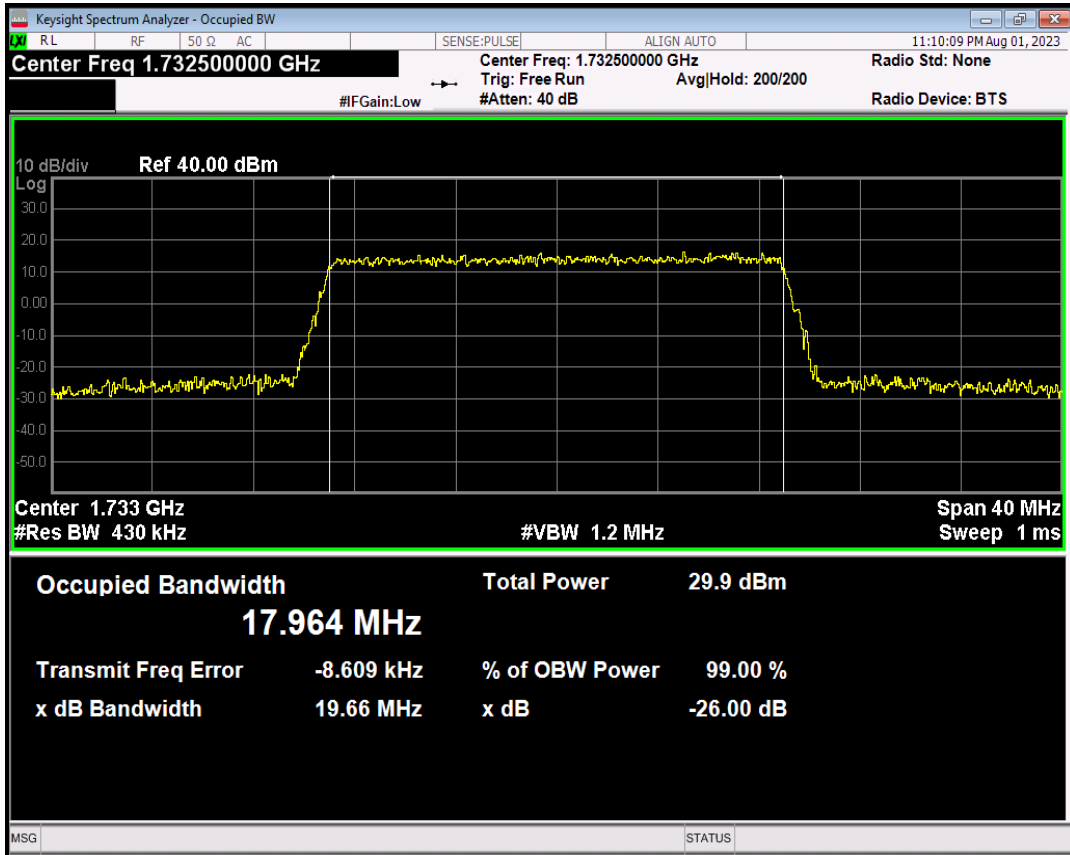 Keysight Spectrum Analyzer - Occupied BW
LXI RL RF 50 Ω AC SENSE:PULSE ALIGN AUTO 11:10:09 PM Aug 01, 2023
Center Freq 1.732500000 GHz Center Freq: 1.732500000 GHz Radio Std: None
Trig: Free Run Avg|Hold: 200/200
#IFGain:Low #Atten: 40 dB Radio Device: BTS
10 dB/div Ref 40.00 dBm
Log
30.0
20.0
10.0
0.00
-10.0
-20.0
-30.0
-40.0
-50.0
Center 1.733 GHz Span 40 MHz
#Res BW 430 kHz #VBW 1.2 MHz Sweep 1 ms
Occupied Bandwidth Total Power 29.9 dBm
17.964 MHz
Transmit Freq Error -8.609 kHz % of OBW Power 99.00 %
x dB Bandwidth 19.66 MHz x dB -26.00 dB
MSG STATUS